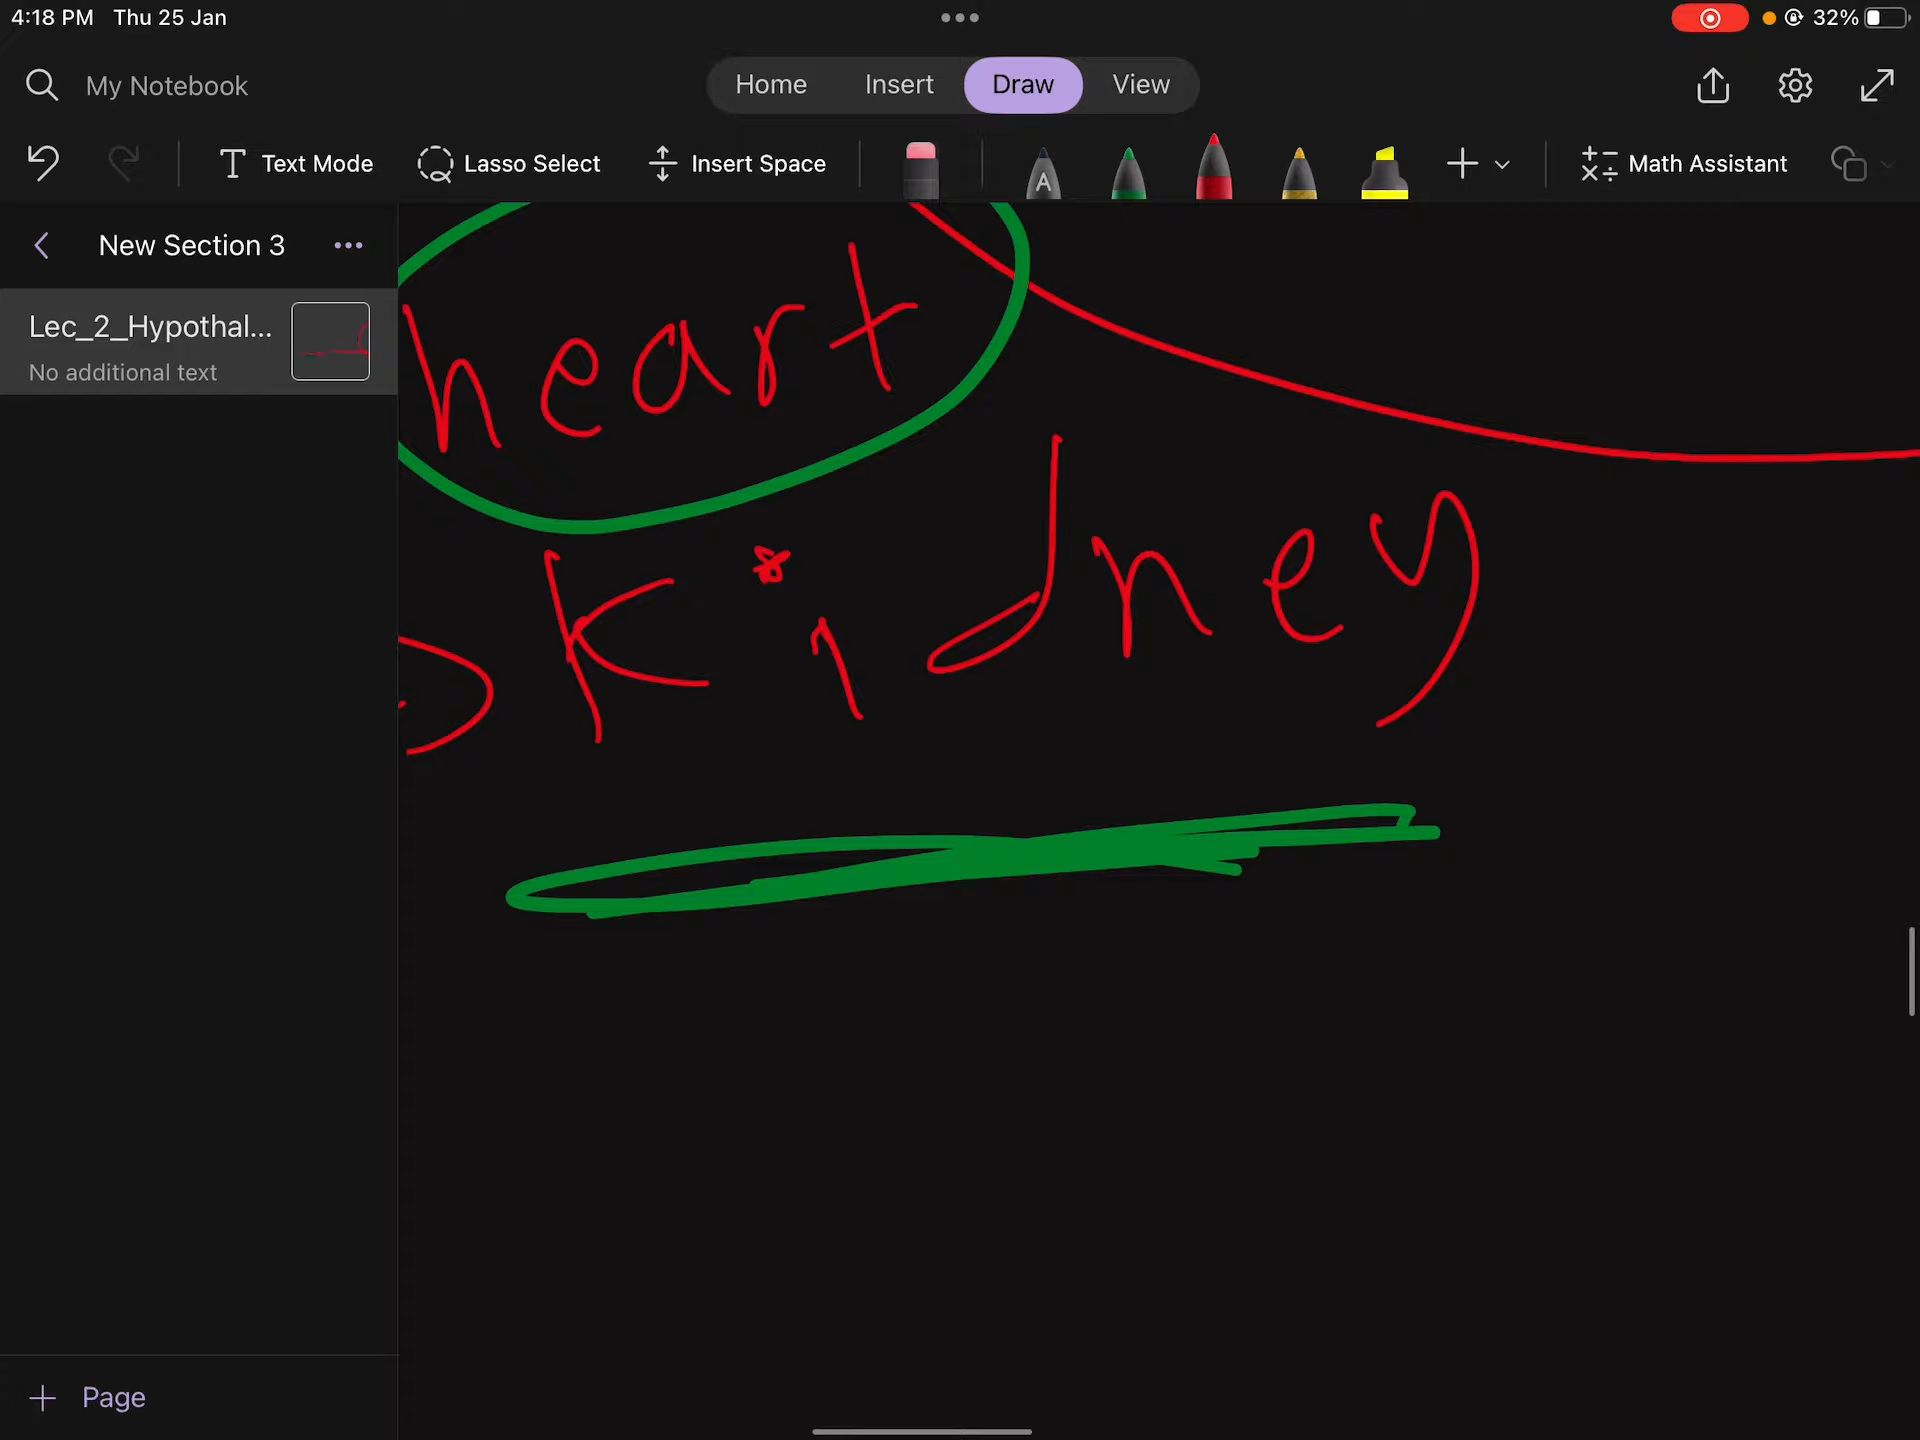 4:18 PM Thu 25 Jan 32%
My Notebook Home Insert Draw View
Text Mode Lasso Select Insert Space A Math Assistant
New Section 3
Lec_2_Hypothal...
No additional text
heart
kidney
Page